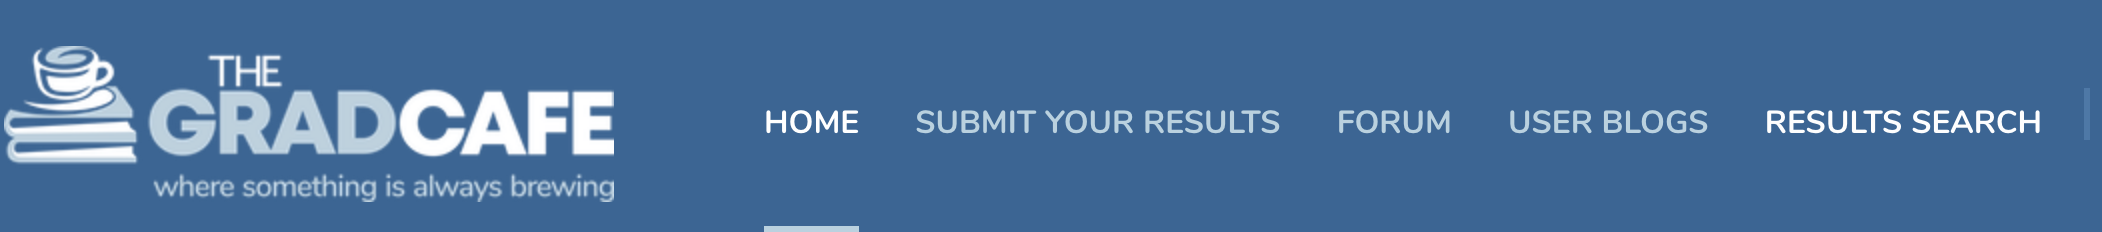 THE
GRADCAFE
where something is always brewing
HOME SUBMIT YOUR RESULTS FORUM USER BLOGS RESULTS SEARCH